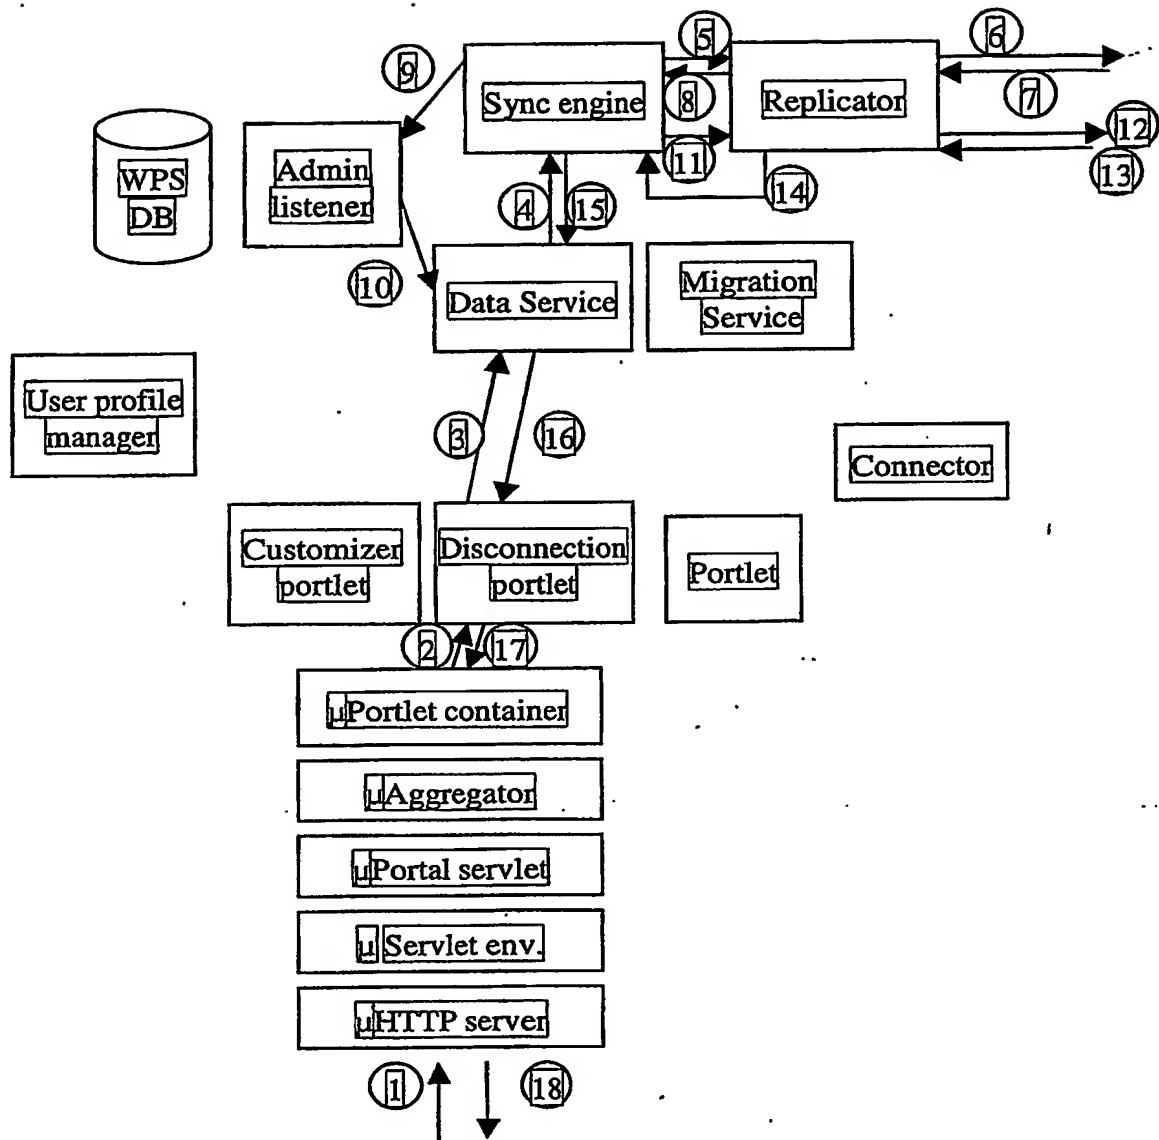 5
6
9
Sync engine
8
Replicator
7
12
WPS
DB
Admin
listener
11
13
4
15
14
10
Data Service
Migration
Service
User profile
manager
3
16
Connector
Customizer
portlet
Disconnection
portlet
Portlet
2
17
µPortlet container
µAggregator
µPortal servlet
µ Servlet env.
µHTTP server
1
18